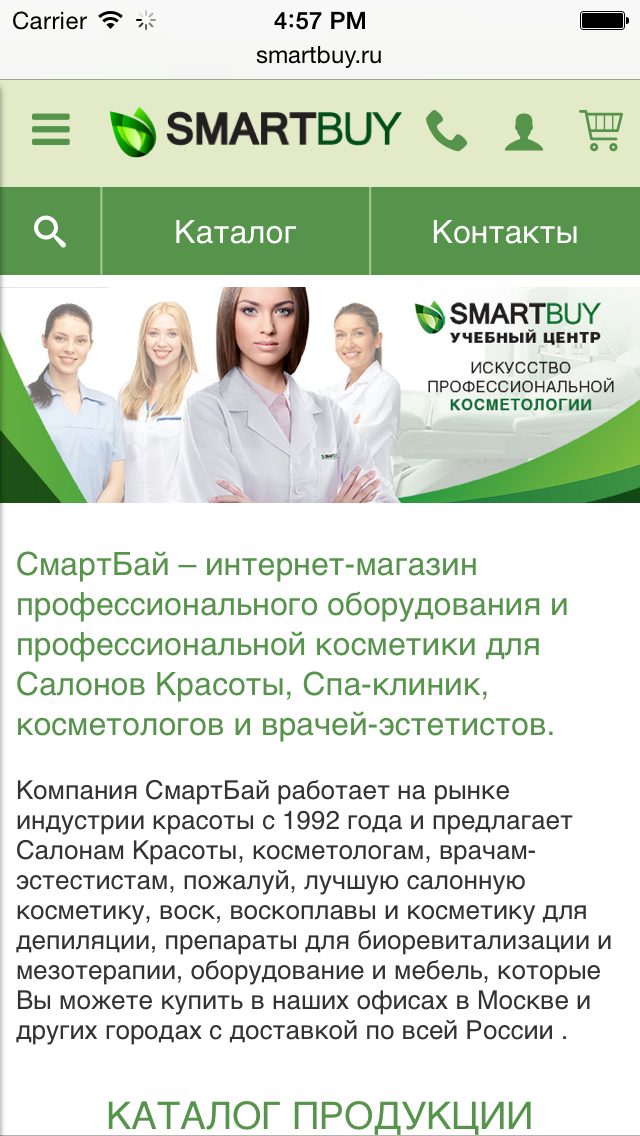 Carrier
4:57 PM
smartbuy.ru
SMARTBUY
Каталог
Контакты
SMARTBUY
УЧЕБНЫЙ ЦЕНТР
ИСКУССТВО
ПРОФЕССИОНАЛЬНОЙ
КОСМЕТОЛОГИИ
СмартБай – интернет-магазин
профессионального оборудования и
профессиональной косметики для
Салонов Красоты, Спа-клиник,
косметологов и врачей-эстетистов.
Компания СмартБай работает на рынке
индустрии красоты с 1992 года и предлагает
Салонам Красоты, косметологам, врачам-
эстестистам, пожалуй, лучшую салонную
косметику, воск, воскоплавы и косметику для
депиляции, препараты для биоревитализации и
мезотерапии, оборудование и мебель, которые
Вы можете купить в наших офисах в Москве и
других городах с доставкой по всей России .
КАТАЛОГ ПРОДУКЦИИ